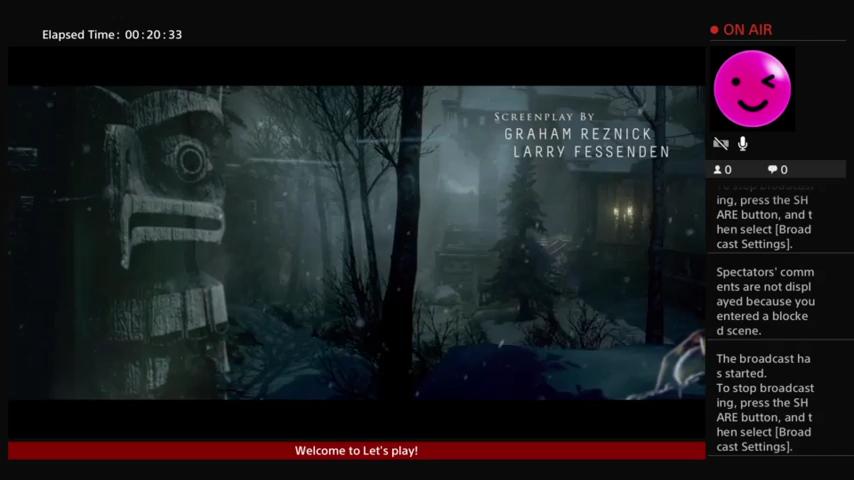 Elapsed Time: 00:20:33
ON AIR
SCREENPLAY BY
GRAHAM REZNICK
LARRY FESSENDEN
0
0
To stop broadcast
ing, press the SH
ARE button, and t
hen select [Broad
cast Settings].
Spectators' comm
ents are not displ
ayed because you
entered a blocke
d scene.
The broadcast ha
s started.
To stop broadcast
ing, press the SH
ARE button, and t
hen select [Broad
cast Settings].
Welcome to Let's play!